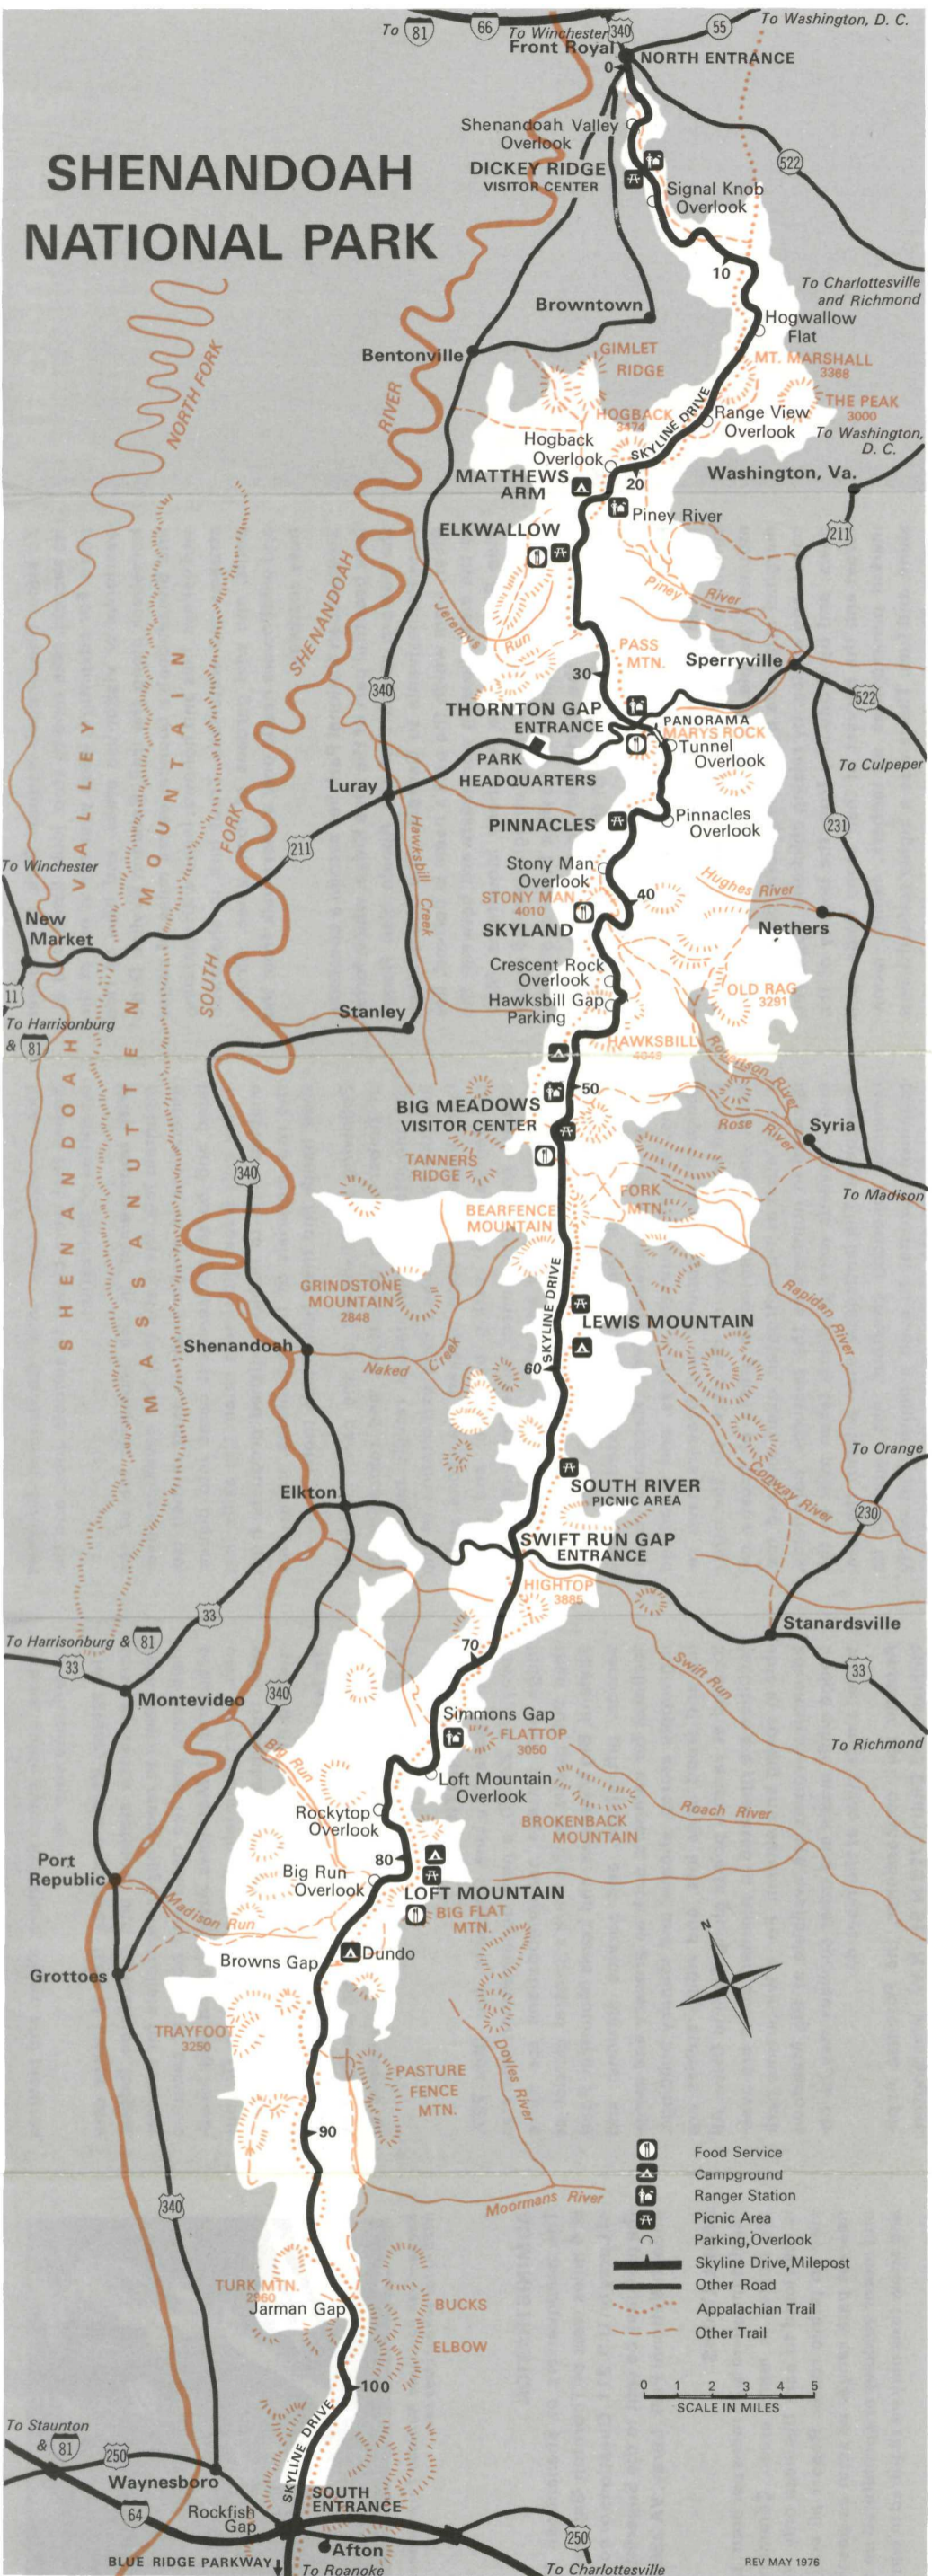 To 81
66
To Winchester
340
55
To Washington, D. C.
Front Royal
0
NORTH ENTRANCE
SHENANDOAH
NATIONAL PARK
Shenandoah Valley
Overlook
DICKEY RIDGE
VISITOR CENTER
522
Signal Knob
Overlook
10
To Charlottesville
and Richmond
Browntown
Hogwallow
Flat
Bentonville
GIMLET
RIDGE
MT. MARSHALL
3368
NORTH FORK
RIVER
THE PEAK
3000
HOGBACK
3474
SKYLINE DRIVE
Range View
Overlook
To Washington,
D. C.
Hogback
Overlook
20
MATTHEWS
ARM
Washington, Va.
Piney River
211
ELKWALLOW
SHENANDOAH
Piney River
Jeremys Run
PASS
MTN.
Sperryville
30
340
522
THORNTON GAP
ENTRANCE
PANORAMA
MARYS ROCK
Tunnel
Overlook
PARK
HEADQUARTERS
To Culpeper
Luray
PINNACLES
Pinnacles
Overlook
FORK
211
231
Hawksbill Creek
Stony Man
Overlook
To Winchester
40
Hughes River
STONY MAN
4010
New
Market
SKYLAND
Nethers
SOUTH
Crescent Rock
Overlook
Hawksbill Gap
Parking
OLD RAG
3291
11
To Harrisonburg
& 81
Stanley
HAWKSBILL
Robertson River
50
BIG MEADOWS
VISITOR CENTER
Rose River
Syria
TANNERS
RIDGE
340
To Madison
FORK
MTN.
BEARFENCE
MOUNTAIN
SHENANDOAH VALLEY
MASSANUTTEN MOUNTAIN
GRINDSTONE
MOUNTAIN
2848
SKYLINE DRIVE
Rapidan River
LEWIS MOUNTAIN
Shenandoah
Naked Creek
60
To Orange
SOUTH RIVER
PICNIC AREA
Conway River
Elkton
230
SWIFT RUN GAP
ENTRANCE
HIGHTOP
3885
33
To Harrisonburg & 81
Stanardsville
70
33
33
Swift Run
Montevideo
340
To Richmond
Simmons Gap
FLATTOP
3050
Big Run
Loft Mountain
Overlook
Roach River
Rockytop
Overlook
BROKENBACK
MOUNTAIN
80
Port
Republic
Big Run
Overlook
LOFT MOUNTAIN
BIG FLAT
MTN.
Madison Run
N
Browns Gap
Dundo
Grottoes
TRAYFOOT
3250
Doyles River
PASTURE
FENCE
MTN.
90
340
Moormans River
Food Service
Campground
Ranger Station
Picnic Area
Parking, Overlook
Skyline Drive, Milepost
Other Road
Appalachian Trail
Other Trail
TURK MTN.
Jarman Gap
BUCKS
ELBOW
100
0 1 2 3 4 5
SCALE IN MILES
SKYLINE DRIVE
To Staunton
& 81
250
Waynesboro
64
Rockfish
Gap
SOUTH
ENTRANCE
Afton
250
BLUE RIDGE PARKWAY
To Roanoke
To Charlottesville
REV MAY 1976